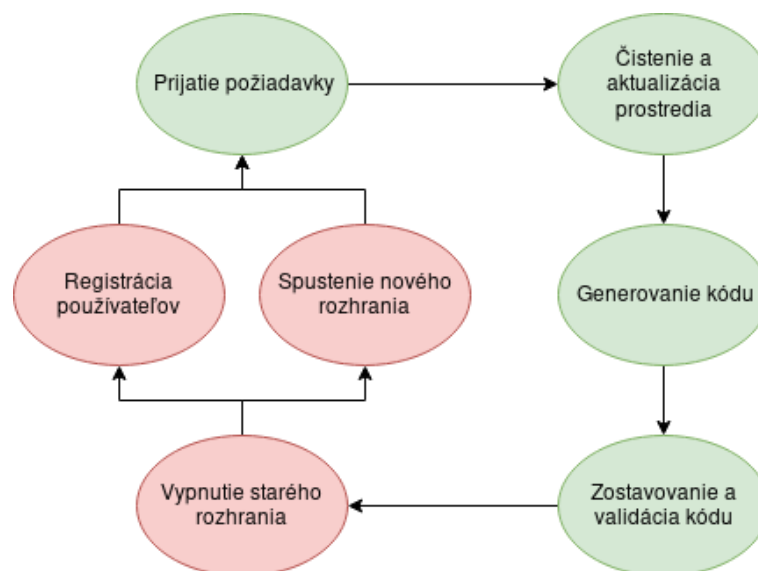 Prijatie požiadavky
Čistenie a
aktualizácia
prostredia
Registrácia
používateľov
Spustenie nového
rozhrania
Generovanie kódu
Vypnutie starého
rozhrania
Zostavovanie a
validácia kódu